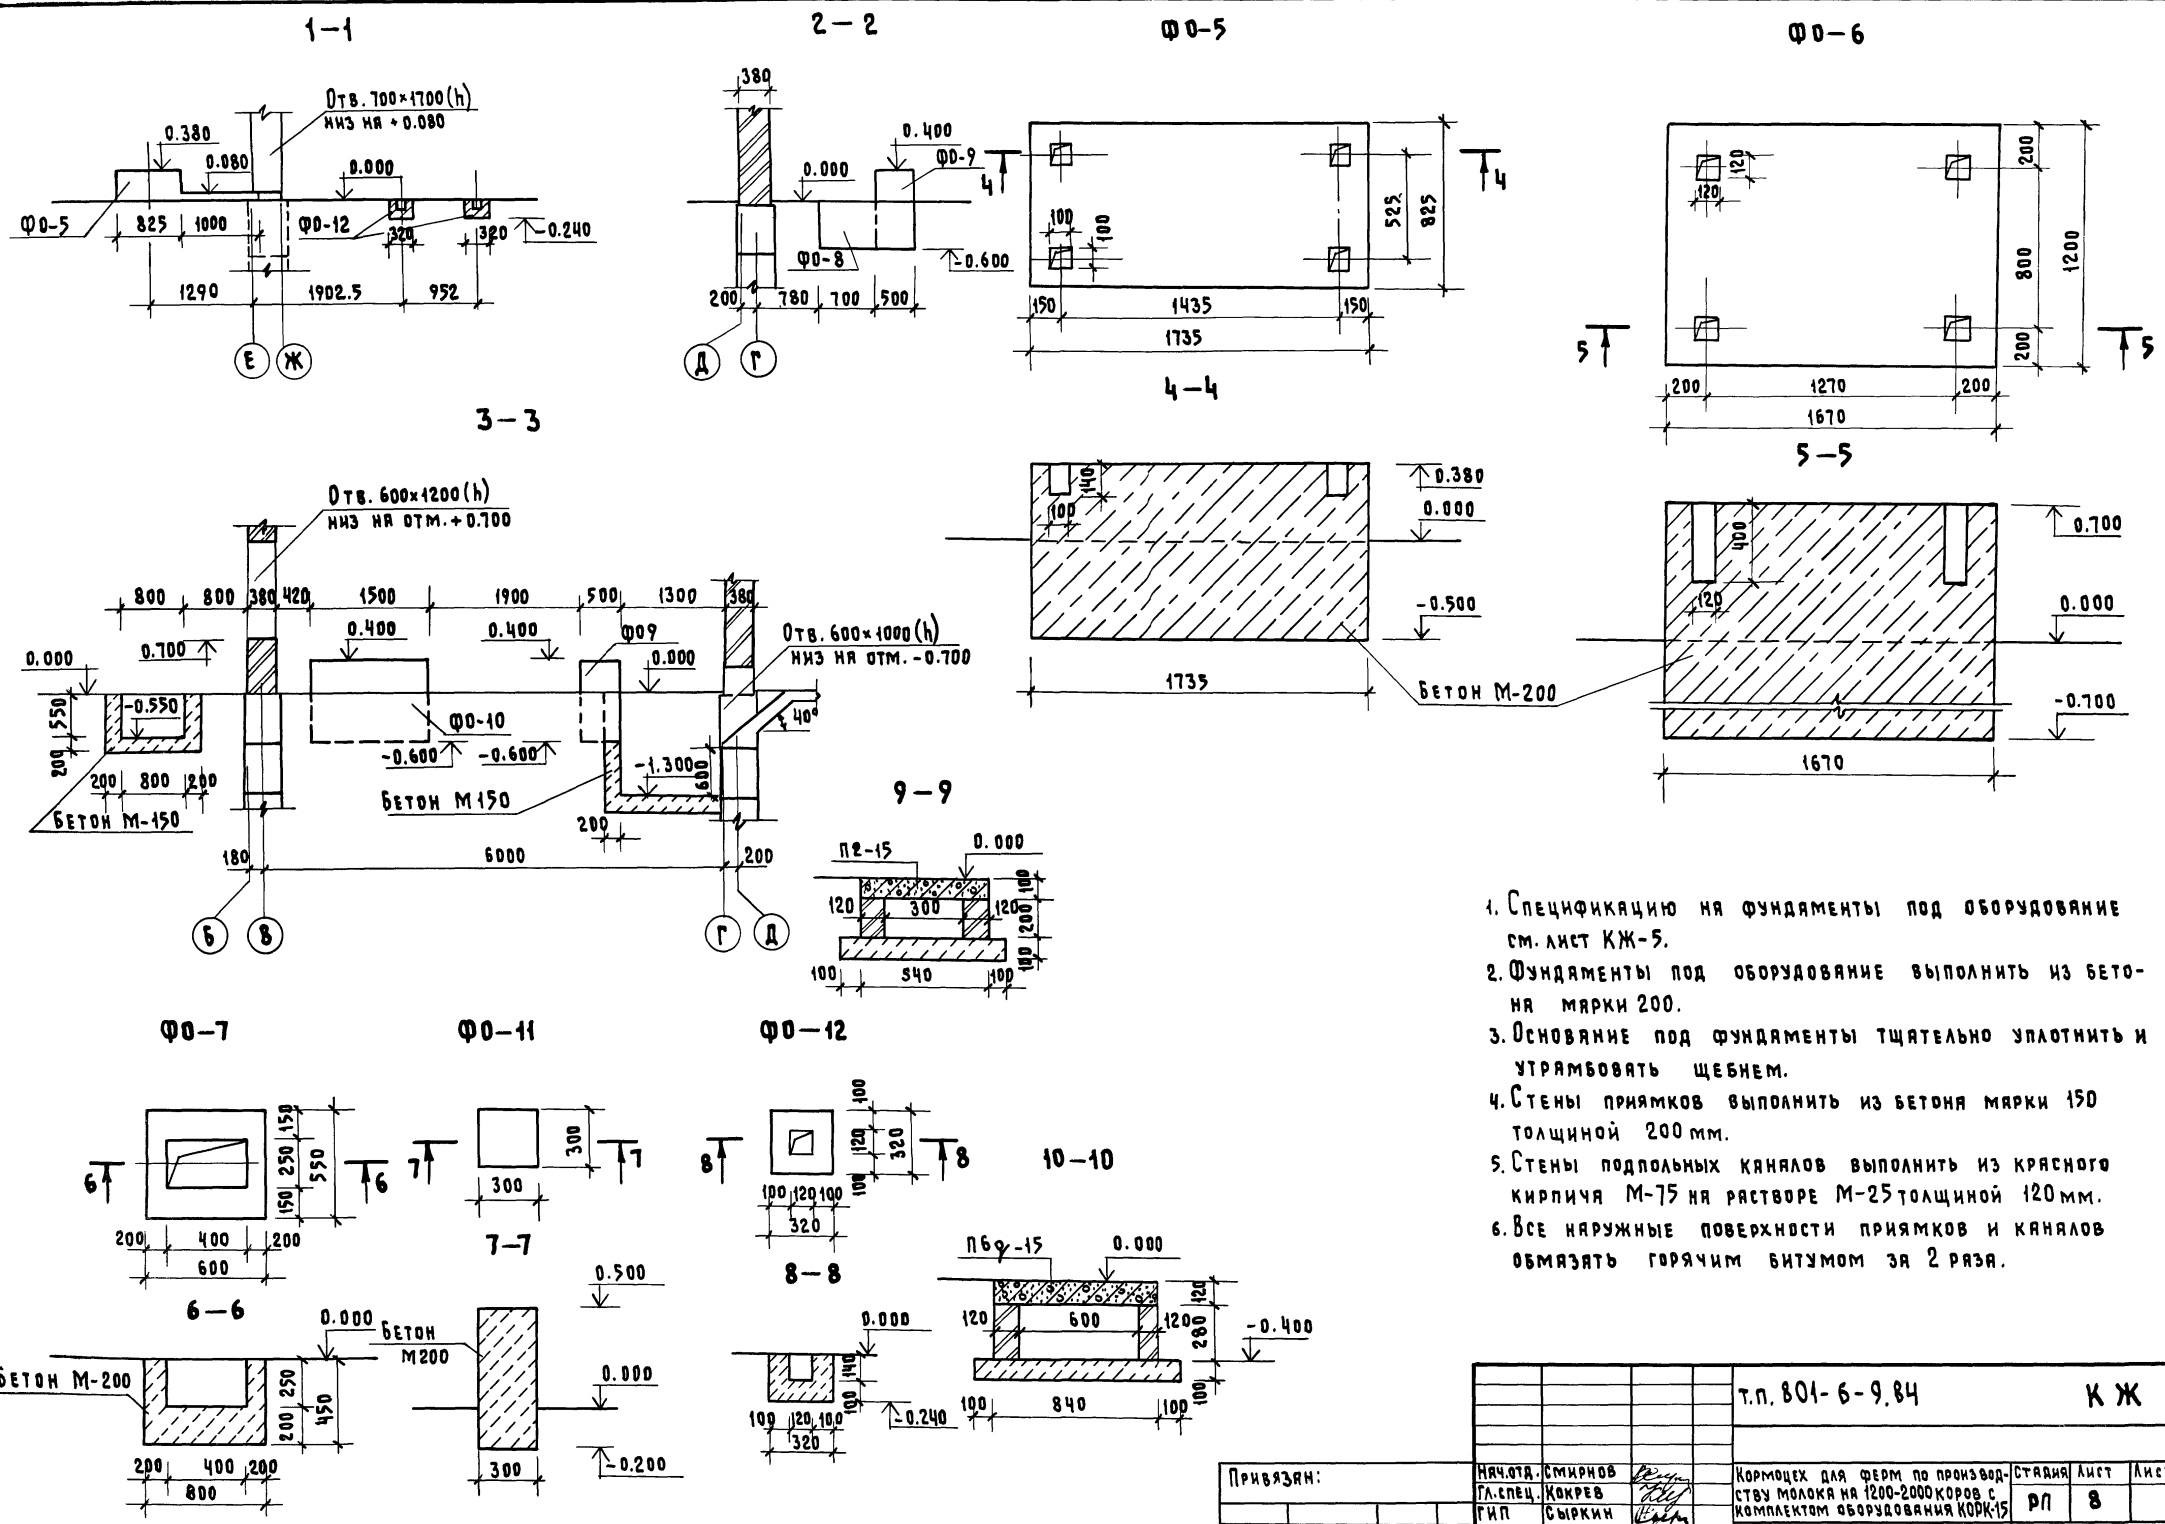 1-1
Отв. 700×1700(h)
низ на +0.080
0.380
0.080
0.000
ФО-5
825
1000
ФО-12
320
320
-0.240
1290
1902.5
952
Е
Ж
2-2
380
0.400
ФО-9
0.000
ФО-8
-0.600
200
780
700
500
Д
Г
ФО-5
4
4
100
100
525
825
150
1435
150
1735
4-4
140
100
0.380
0.000
-0.500
1735
Бетон М-200
ФО-6
120
120
200
800
200
1200
5
5
200
1270
200
1670
5-5
400
120
0.700
0.000
-0.700
1670
3-3
Отв. 600×1200(h)
низ на отм.+0.700
800
800
380
420
1500
1900
500
1300
380
0.000
0.700
0.400
0.400
ФО9
0.000
Отв. 600×1000(h)
низ на отм. -0.700
550
200
-0.550
ФО-10
-0.600
-0.600
40°
-1.300
600
200
800
200
Бетон М-150
Бетон М150
200
180
6000
200
Б
В
Г
Д
9-9
П2-15
0.000
120
300
120
100
200
100
100
540
100
1. Спецификацию на фундаменты под оборудование
см. лист КЖ-5.
2. Фундаменты под оборудование выполнить из бето-
на марки 200.
3. Основание под фундаменты тщательно уплотнить и
утрамбовать щебнем.
4. Стены приямков выполнить из бетона марки 150
толщиной 200 мм.
5. Стены подпольных каналов выполнить из красного
кирпича М-75 на растворе М-25 толщиной 120 мм.
6. Все наружные поверхности приямков и каналов
обмазать горячим битумом за 2 раза.
ФО-7
6
6
150
250
150
550
200
400
200
600
6-6
0.000
Бетон М-200
250
200
450
200
400
200
800
ФО-11
7
7
300
300
7-7
0.500
Бетон
М200
0.000
-0.200
300
ФО-12
8
8
100
120
100
320
100
120
100
320
8-8
0.000
140
100
-0.240
100
120
100
320
10-10
0.000
120
600
120
120
280
100
-0.400
100
840
100
Привязан:
т.п. 801-6-9.84
КЖ
Нач.отд. Смирнов
Гл.спец. Кокрев
ГИП Сыркин
Кормоцех для ферм по производ-
ству молока на 1200-2000 коров с
комплектом оборудования КОРК-15
Стадия
Лист
РП
8